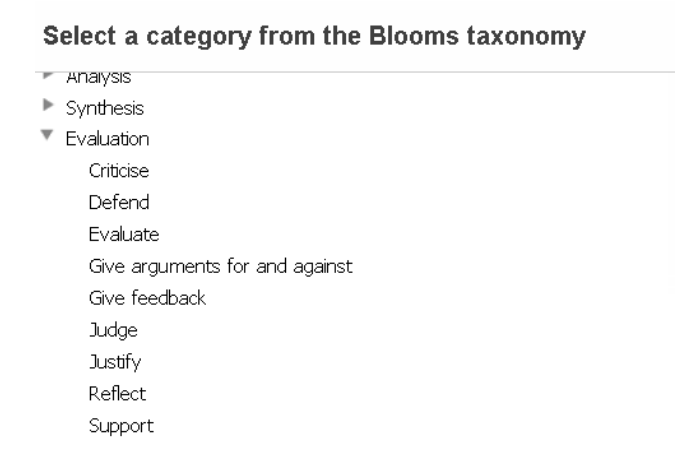 Select a category from the Blooms taxonomy
Analysis
Synthesis
Evaluation
Criticise
Defend
Evaluate
Give arguments for and against
Give feedback
Judge
Justify
Reflect
Support